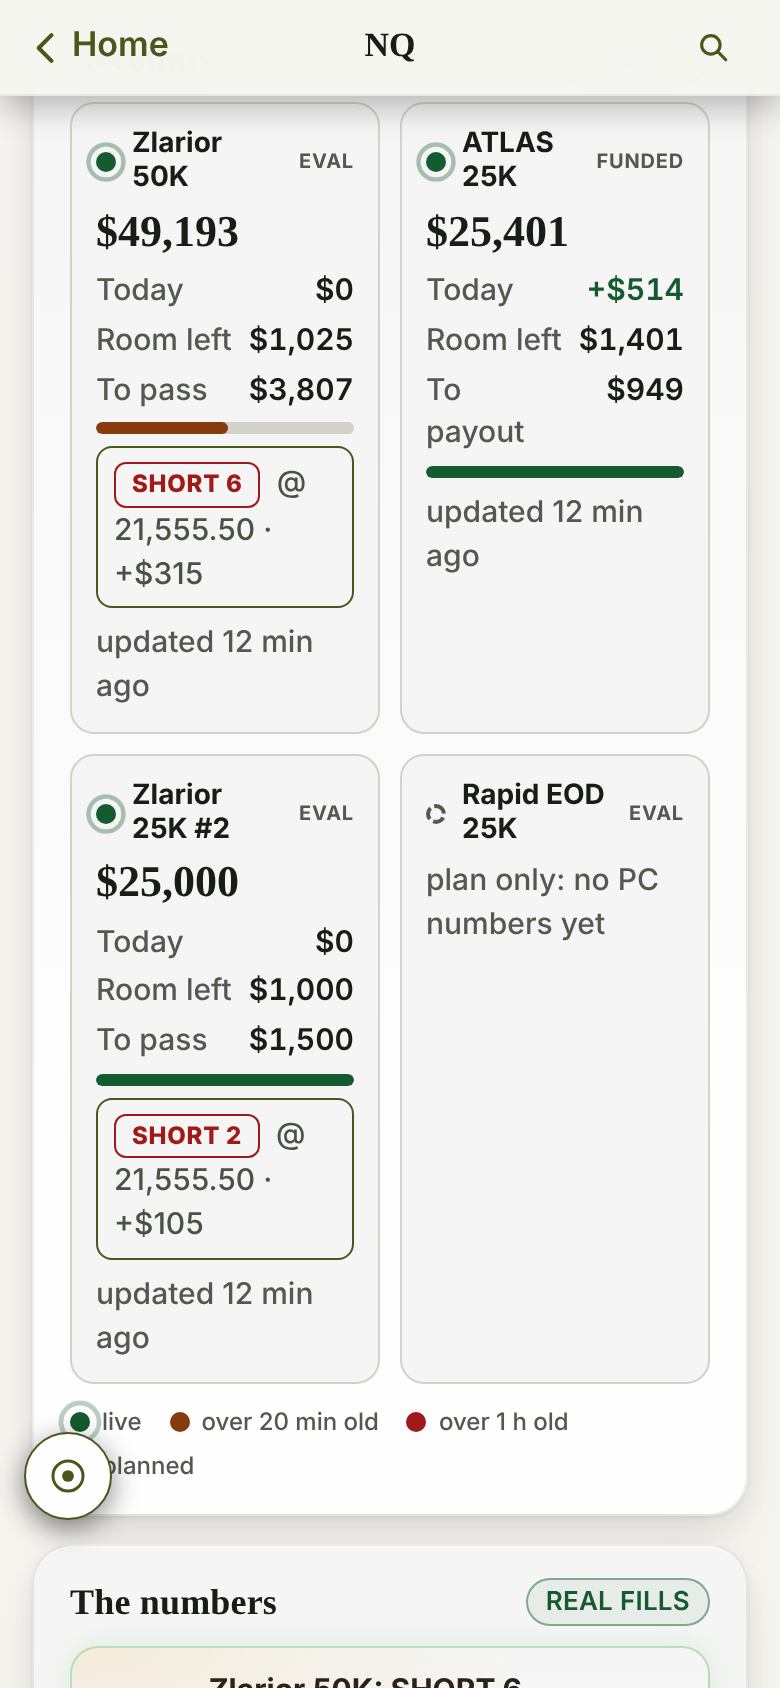 Home
NQ
Zlarior
50K
EVAL
$49,193
Today $0
Room left $1,025
To pass $3,807
SHORT 6 @
21,555.50 ·
+$315
updated 12 min
ago
ATLAS
25K
FUNDED
$25,401
Today +$514
Room left $1,401
To $949
payout
updated 12 min
ago
Zlarior
25K #2
EVAL
$25,000
Today $0
Room left $1,000
To pass $1,500
SHORT 2 @
21,555.50 ·
+$105
updated 12 min
ago
Rapid EOD
25K
EVAL
plan only: no PC
numbers yet
live over 20 min old over 1 h old
planned
The numbers
REAL FILLS
Zlarior 50K: SHORT 6